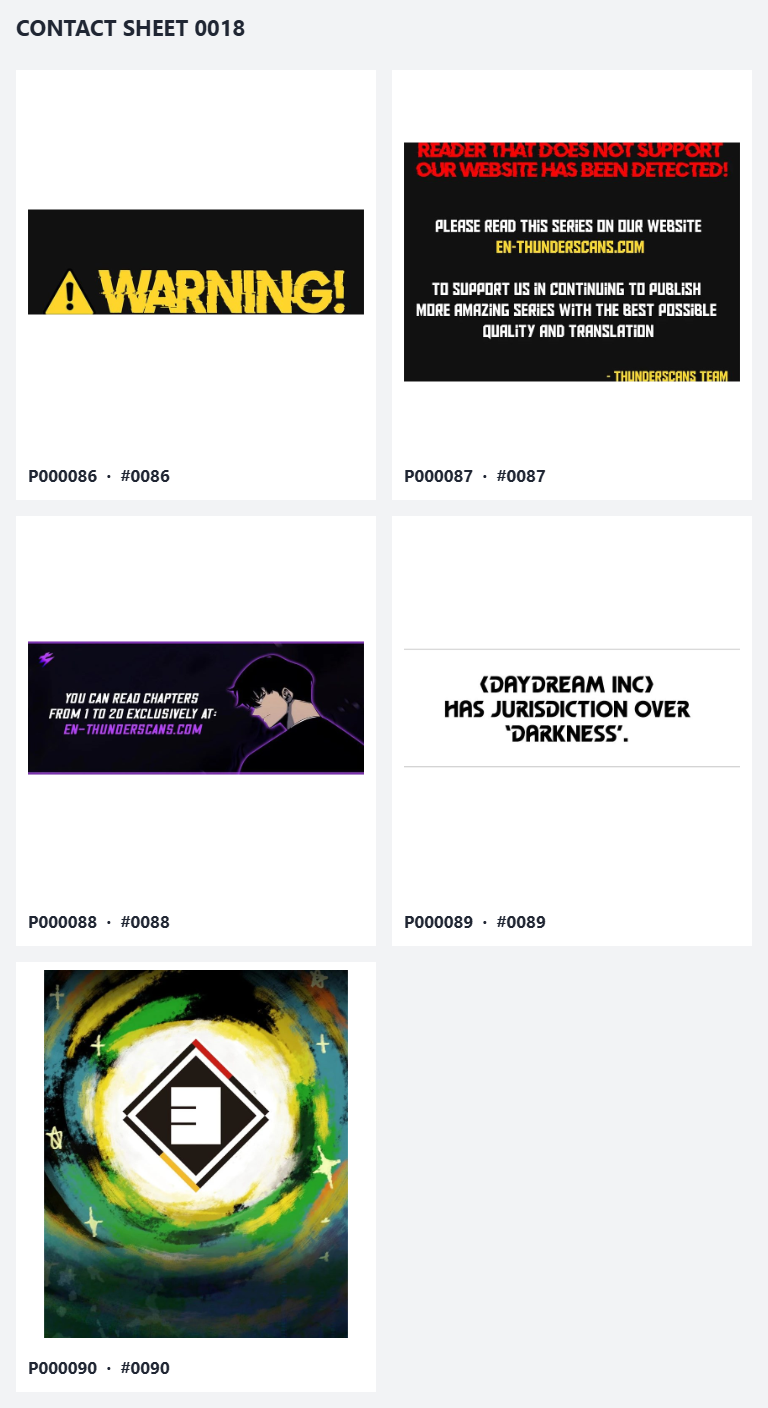 CONTACT SHEET 0018
WARNING!
P000086 · #0086
READER THAT DOES NOT SUPPORT
OUR WEBSITE HAS BEEN DETECTED!
PLEASE READ THIS SERIES ON OUR WEBSITE
EN-THUNDERSCANS.COM
TO SUPPORT US IN CONTINUING TO PUBLISH
MORE AMAZING SERIES WITH THE BEST POSSIBLE
QUALITY AND TRANSLATION
- THUNDERSCANS TEAM
P000087 · #0087
YOU CAN READ CHAPTERS
FROM 1 TO 20 EXCLUSIVELY AT:
EN-THUNDERSCANS.COM
P000088 · #0088
<DAYDREAM INC>
HAS JURISDICTION OVER
‘DARKNESS’.
P000089 · #0089
P000090 · #0090